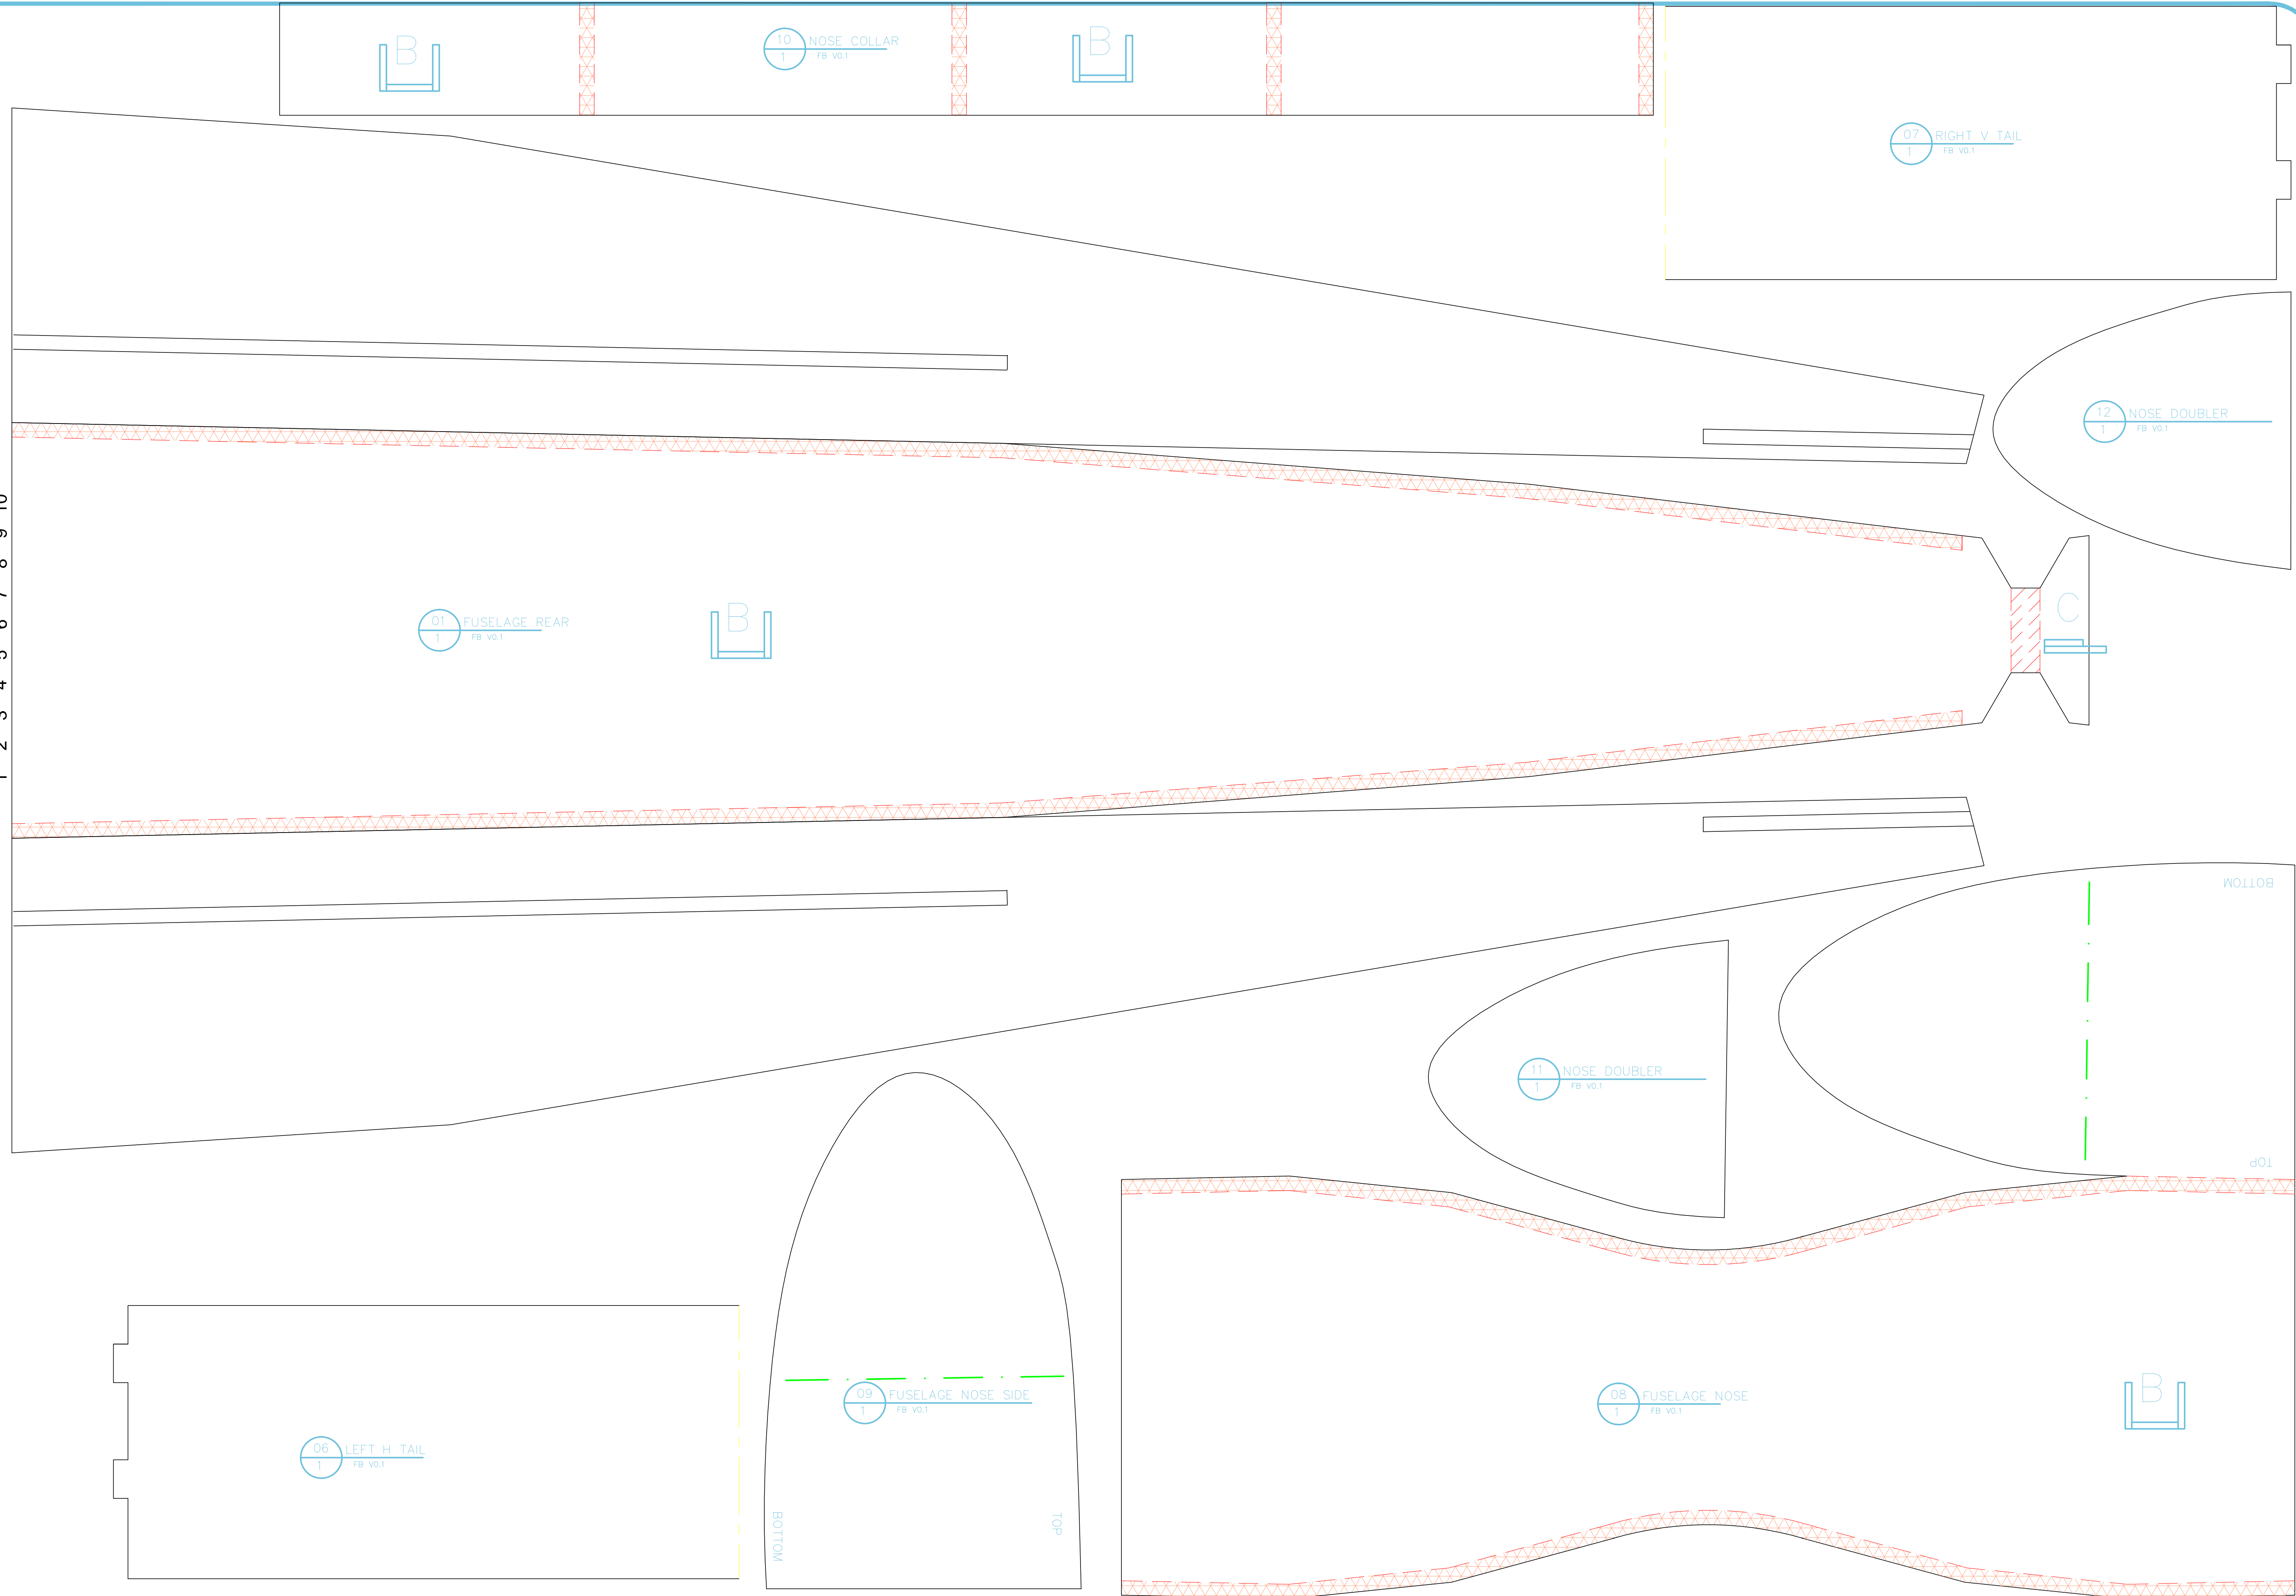 B
10 NOSE COLLAR
1 FB V0.1
B
07 RIGHT V TAIL
1 FB V0.1
12 NOSE DOUBLER
1 FB V0.1
1 2 3 4 5 6 7 8 9 10
01 FUSELAGE REAR
1 FB V0.1
B
C
BOTTOM
11 NOSE DOUBLER
1 FB V0.1
TOP
09 FUSELAGE NOSE SIDE
1 FB V0.1
08 FUSELAGE NOSE
1 FB V0.1
B
06 LEFT H TAIL
1 FB V0.1
BOTTOM
TOP